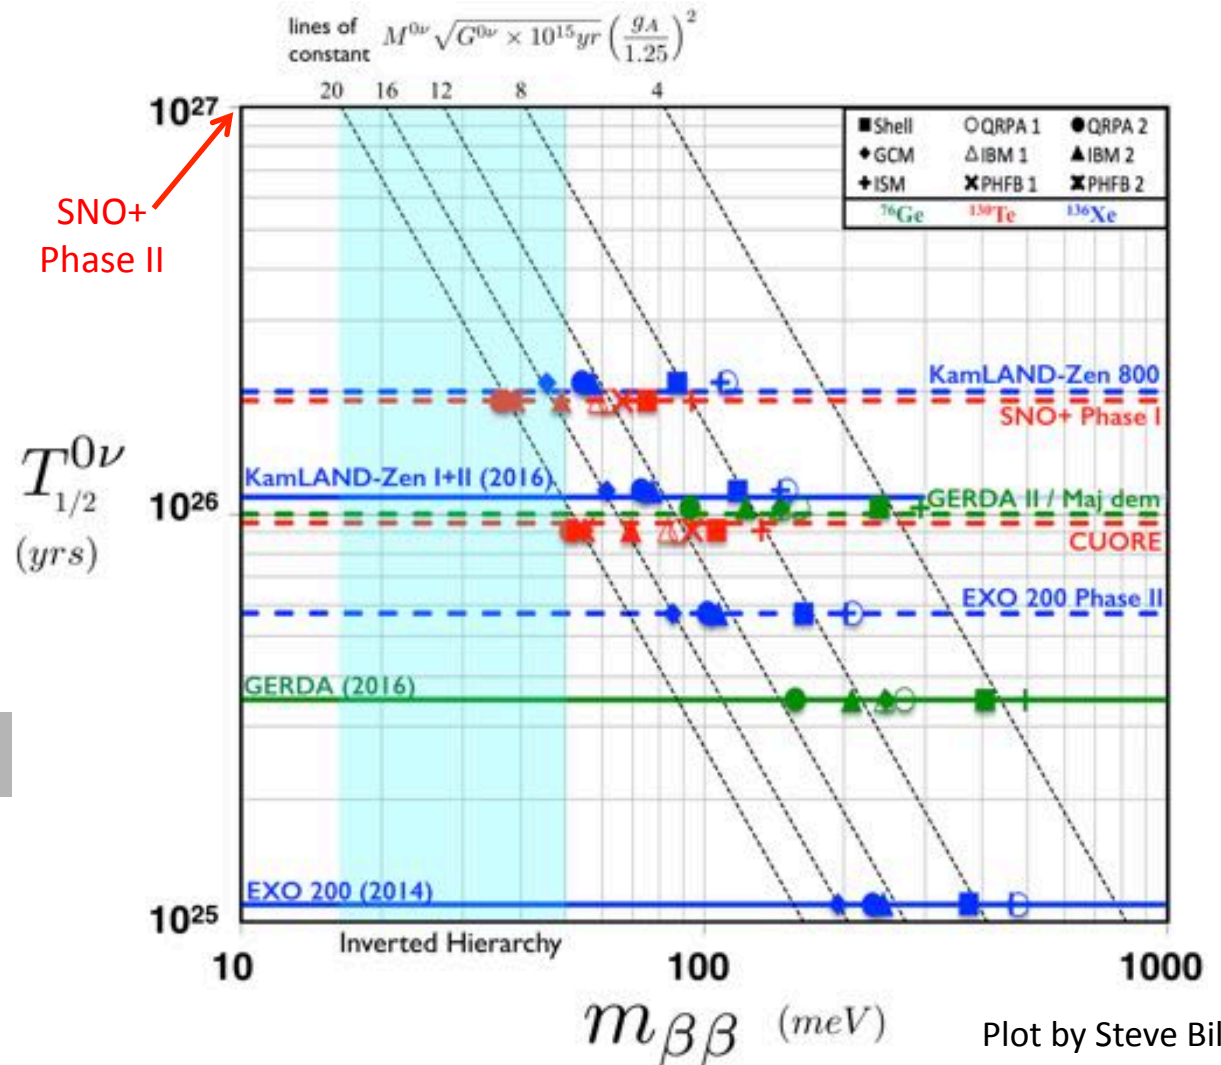 lines of
constant M^{0ν} √(G^{0ν} × 10^{15}yr) (g_A/1.25)^2
20 16 12 8 4
10^27
SNO+
Phase II
■Shell ○QRPA 1 ●QRPA 2
◆GCM △IBM 1 ▲IBM 2
+ISM ✕PHFB 1 ✕PHFB 2
^76Ge ^130Te ^136Xe
KamLAND-Zen 800
SNO+ Phase I
T_{1/2}^{0ν}
(yrs)
KamLAND-Zen I+II (2016)
10^26
GERDA II / Maj dem
CUORE
EXO 200 Phase II
GERDA (2016)
EXO 200 (2014)
10^25
Inverted Hierarchy
10 100 1000
m_{ββ} (meV)
Plot by Steve Bil